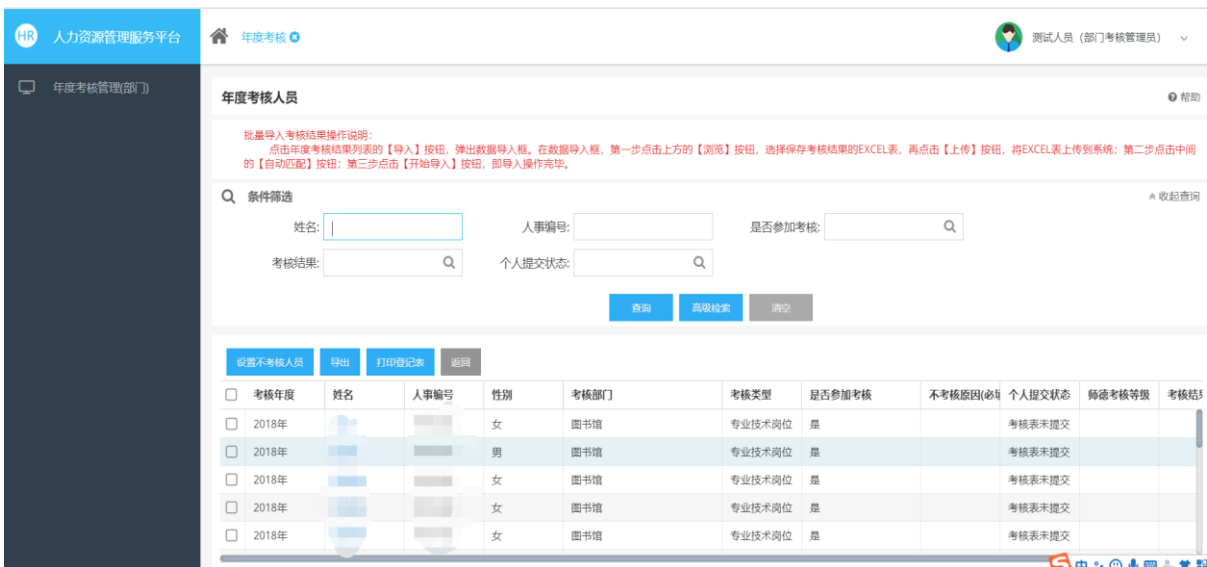 HR 人力资源管理服务平台
年度考核
测试人员（部门考核管理员）
年度考核管理(部门)
年度考核人员
帮助
批量导入考核结果操作说明：
点击年度考核结果列表的【导入】按钮，弹出数据导入框。在数据导入框，第一步点击上方的【浏览】按钮，选择保存考核结果的EXCEL表，再点击【上传】按钮，将EXCEL表上传到系统；第二步点击中间
的【自动匹配】按钮；第三步点击【开始导入】按钮，即导入操作完毕。
条件筛选
收起查询
姓名: 人事编号: 是否参加考核:
考核结果: 个人提交状态:
查询 高级检索 清空
设置不考核人员 导出 打印登记表 返回
考核年度 姓名 人事编号 性别 考核部门 考核类型 是否参加考核 不考核原因(必填 个人提交状态 师德考核等级 考核结果
2018年 女 图书馆 专业技术岗位 是 考核表未提交
2018年 男 图书馆 专业技术岗位 是 考核表未提交
2018年 女 图书馆 专业技术岗位 是 考核表未提交
2018年 女 图书馆 专业技术岗位 是 考核表未提交
2018年 女 图书馆 专业技术岗位 是 考核表未提交
中